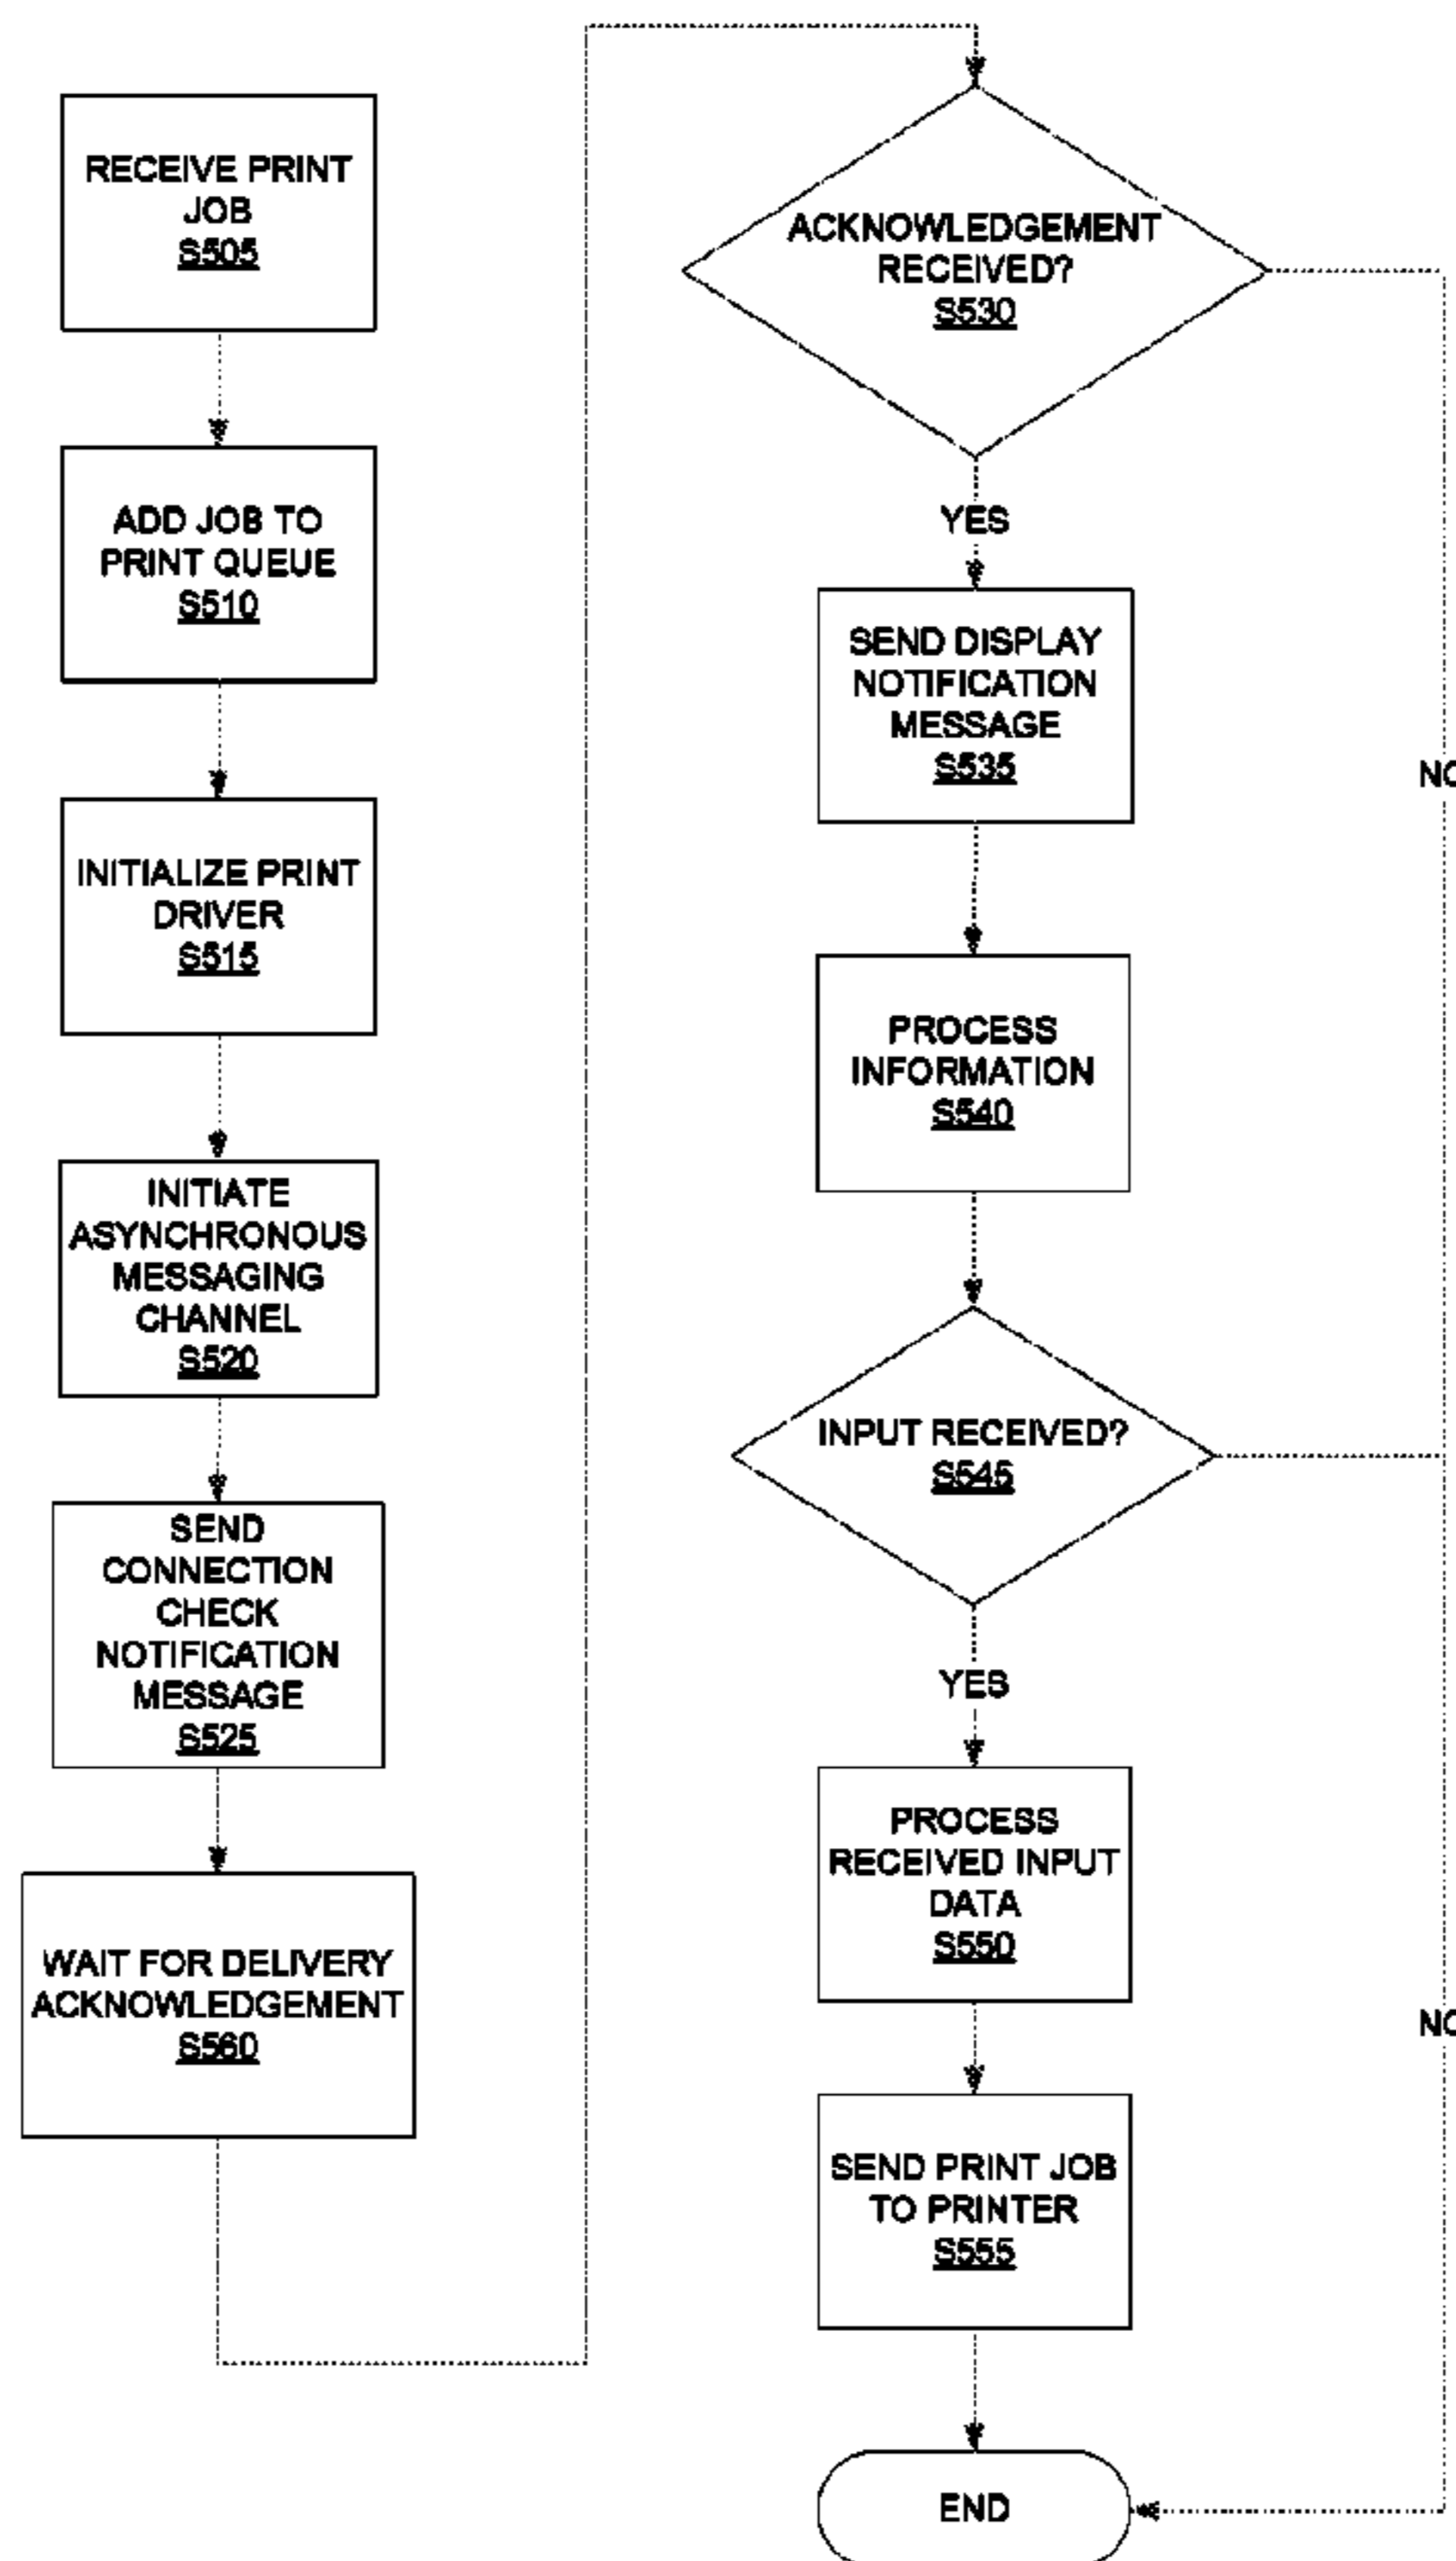 RECEIVE PRINT
JOB
S505
ADD JOB TO
PRINT QUEUE
S510
INITIALIZE PRINT
DRIVER
S515
INITIATE
ASYNCHRONOUS
MESSAGING
CHANNEL
S520
SEND
CONNECTION
CHECK
NOTIFICATION
MESSAGE
S525
WAIT FOR DELIVERY
ACKNOWLEDGEMENT
S560
ACKNOWLEDGEMENT
RECEIVED?
S530
YES
NO
SEND DISPLAY
NOTIFICATION
MESSAGE
S535
PROCESS
INFORMATION
S540
INPUT RECEIVED?
S545
YES
NO
PROCESS
RECEIVED INPUT
DATA
S550
SEND PRINT JOB
TO PRINTER
S555
END